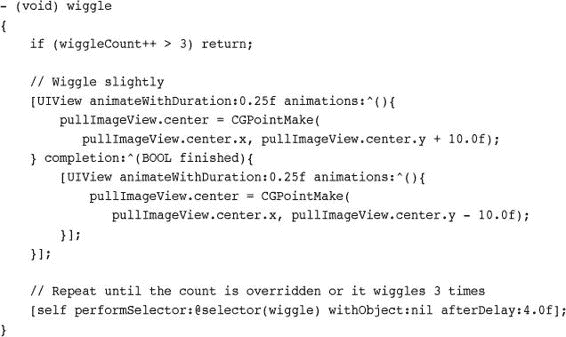 - (void) wiggle
{
    if (wiggleCount++ > 3) return;

    // Wiggle slightly
    [UIView animateWithDuration:0.25f animations:^(){
        pullImageView.center = CGPointMake(
           pullImageView.center.x, pullImageView.center.y + 10.0f);
    } completion:^(BOOL finished){
        [UIView animateWithDuration:0.25f animations:^(){
            pullImageView.center = CGPointMake(
               pullImageView.center.x, pullImageView.center.y - 10.0f);
        }];
    }];

    // Repeat until the count is overridden or it wiggles 3 times
    [self performSelector:@selector(wiggle) withObject:nil afterDelay:4.0f];
}